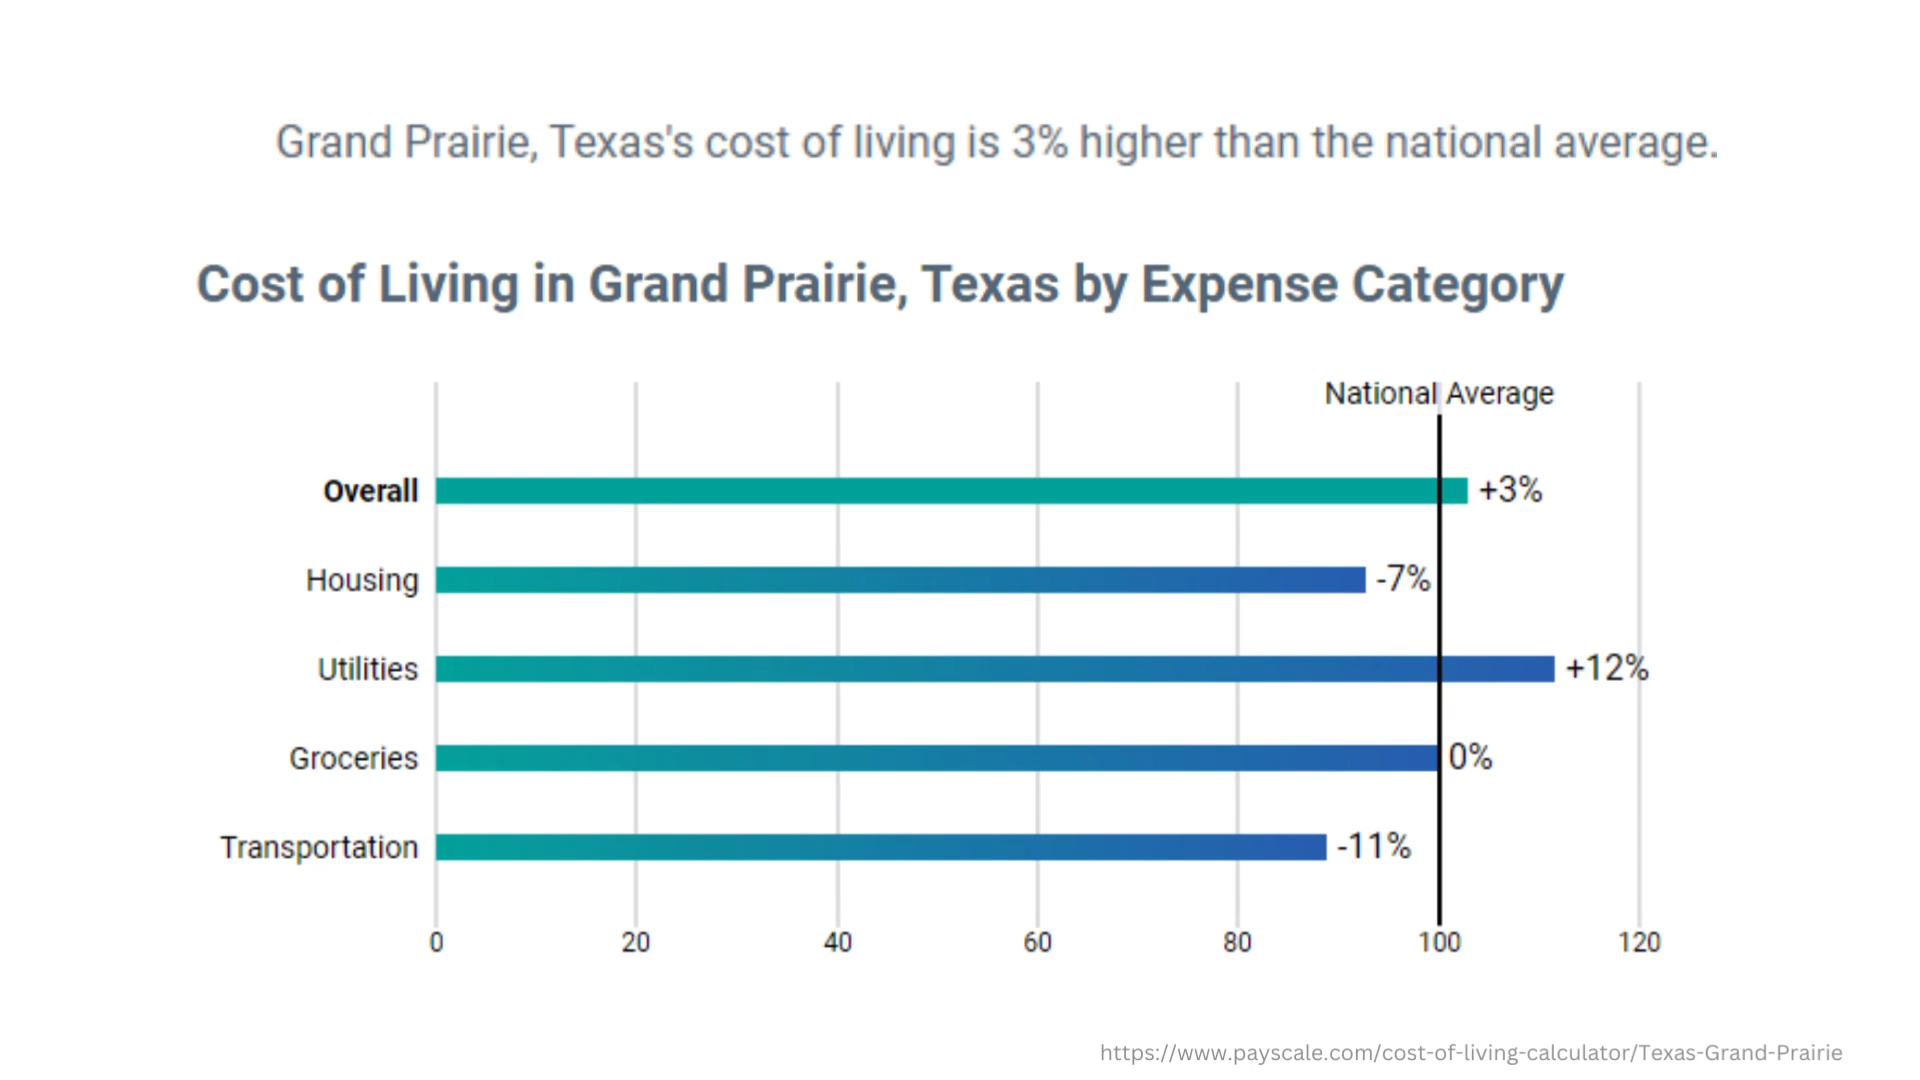 Grand Prairie, Texas's cost of living is 3% higher than the national average.
Cost of Living in Grand Prairie, Texas by Expense Category
National Average
Overall +3%
Housing -7%
Utilities +12%
Groceries 0%
Transportation -11%
0 20 40 60 80 100 120
https://www.payscale.com/cost-of-living-calculator/Texas-Grand-Prairie